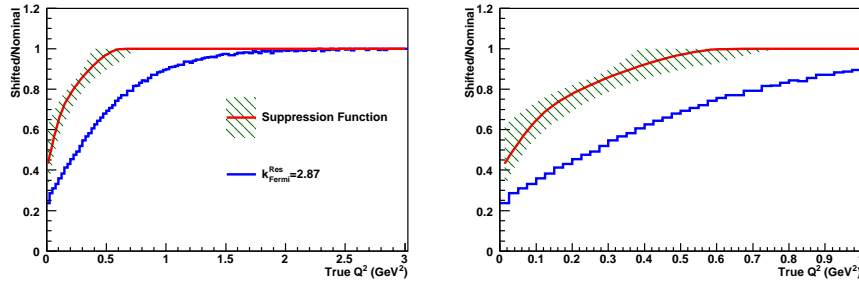 Shifted/Nominal
1.2
1
0.8
0.6
0.4
0.2
0
Suppression Function
k^Res_Fermi=2.87
0 0.5 1 1.5 2 2.5 3
True Q² (GeV²)
Shifted/Nominal
1.2
1
0.8
0.6
0.4
0.2
0
0 0.1 0.2 0.3 0.4 0.5 0.6 0.7 0.8 0.9
True Q² (GeV²)